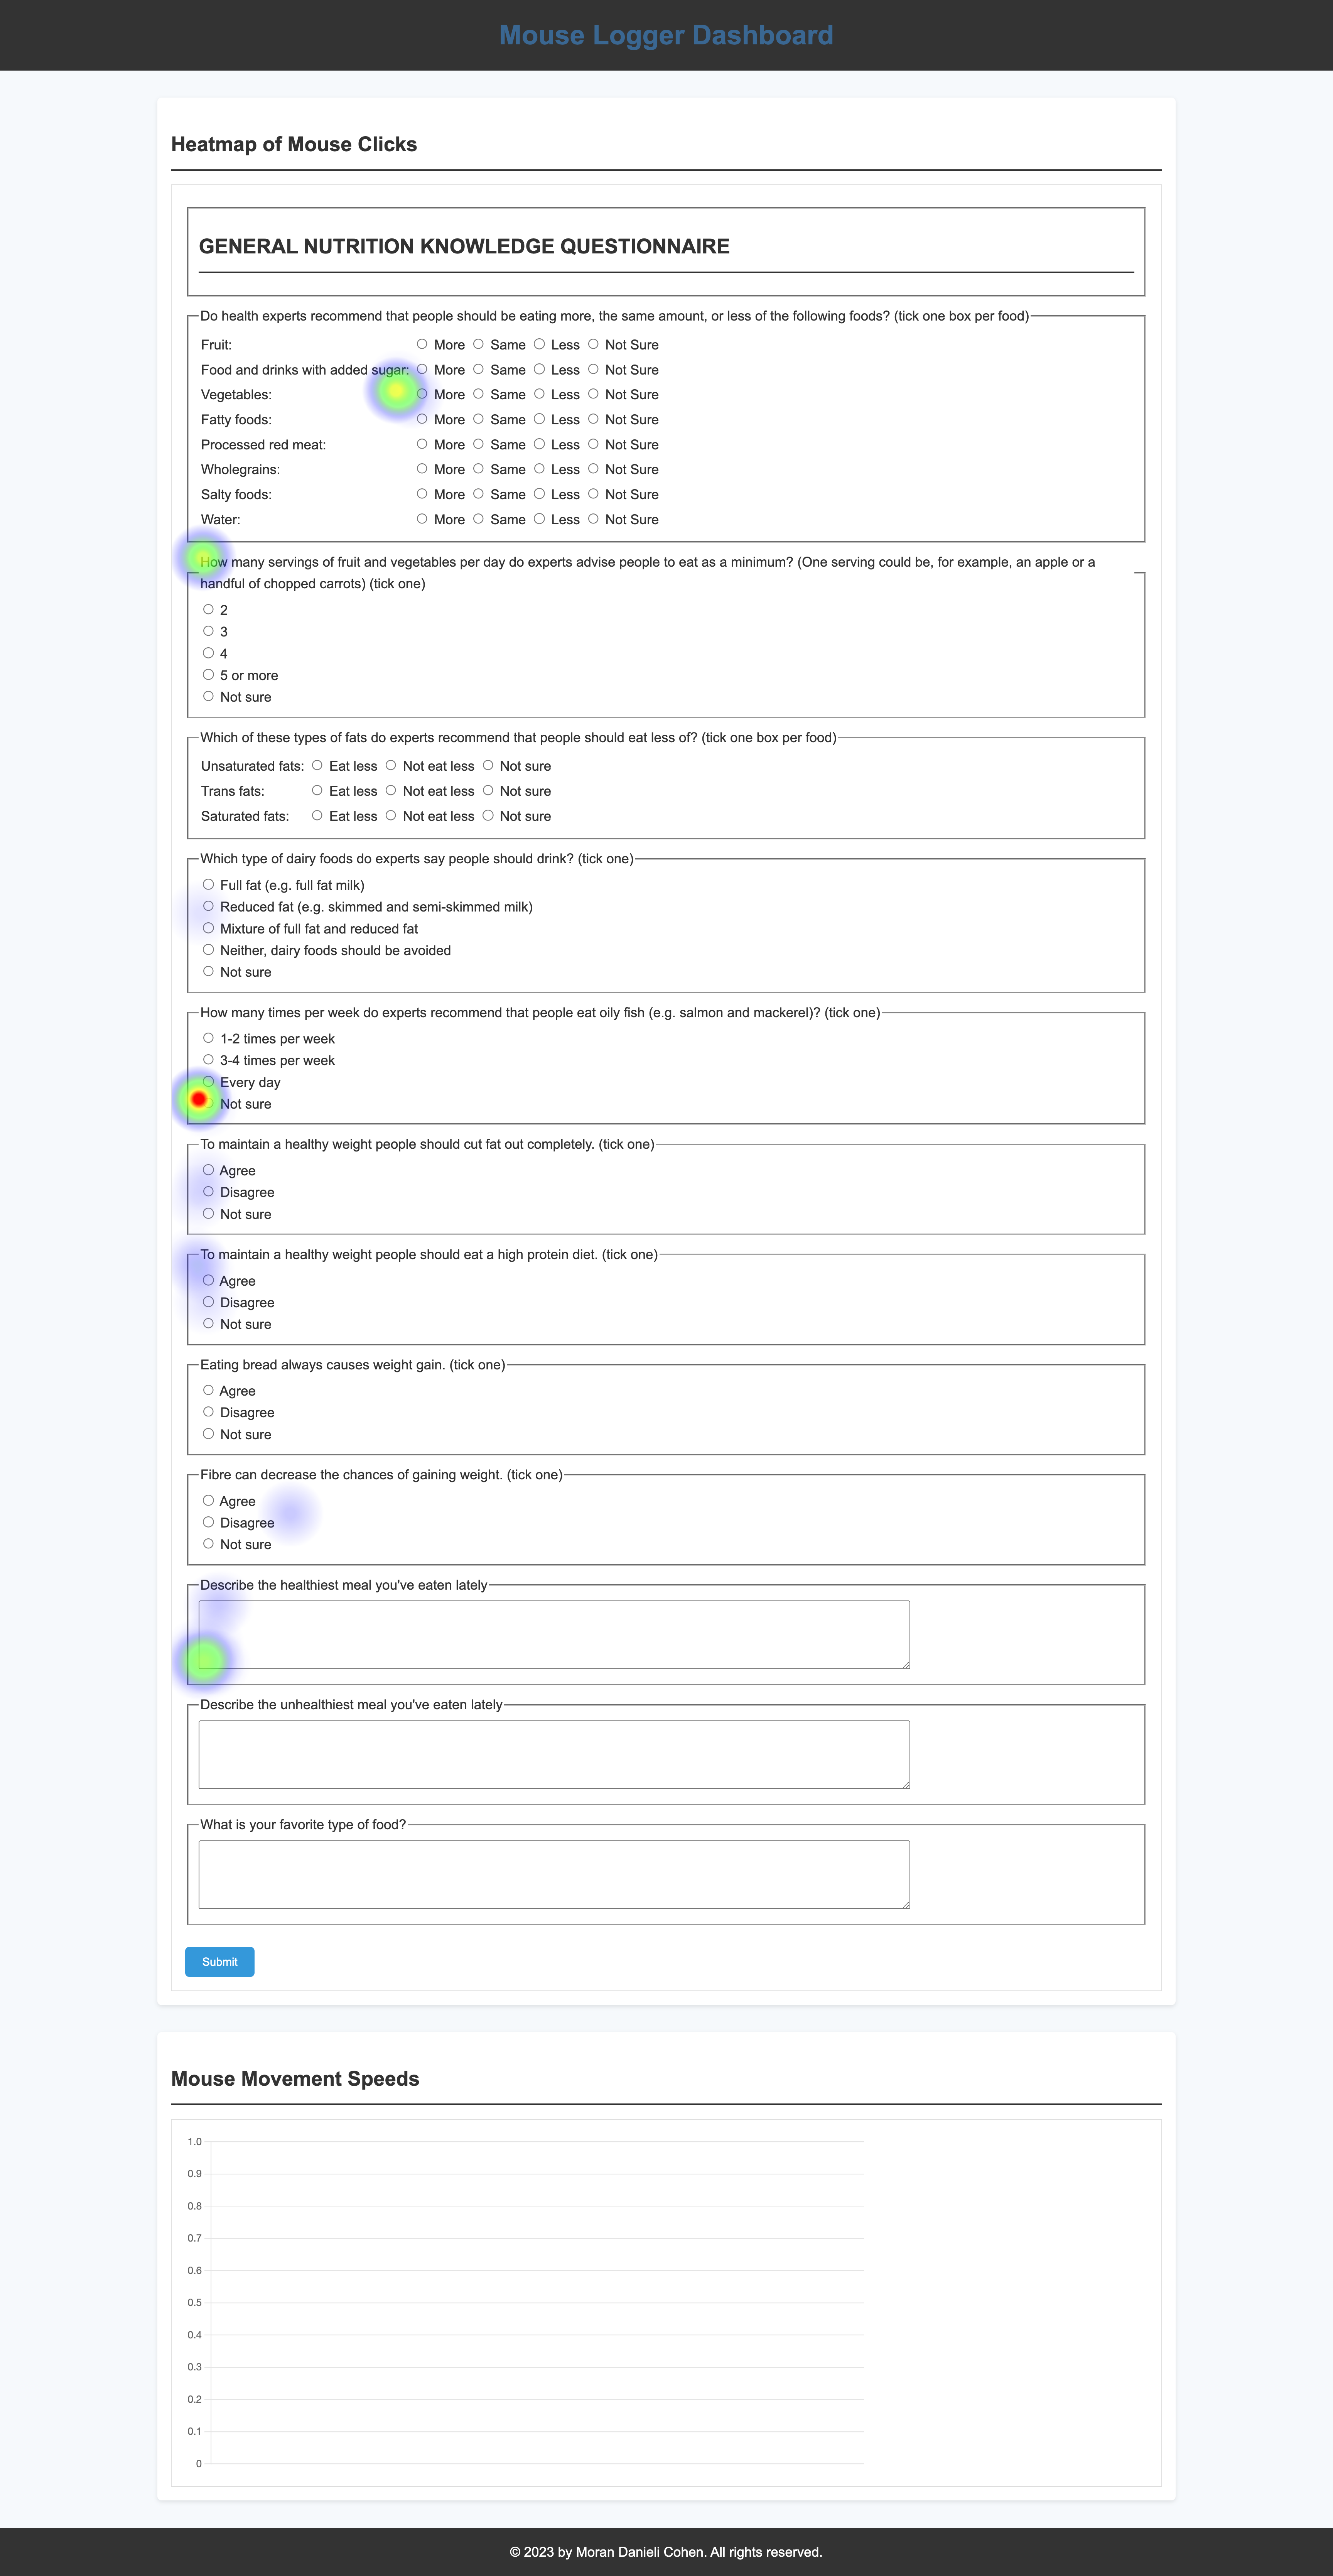 Mouse Logger Dashboard
Heatmap of Mouse Clicks
GENERAL NUTRITION KNOWLEDGE QUESTIONNAIRE
Do health experts recommend that people should be eating more, the same amount, or less of the following foods? (tick one box per food)
Fruit: More Same Less Not Sure
Food and drinks with added sugar: More Same Less Not Sure
Vegetables: More Same Less Not Sure
Fatty foods: More Same Less Not Sure
Processed red meat: More Same Less Not Sure
Wholegrains: More Same Less Not Sure
Salty foods: More Same Less Not Sure
Water: More Same Less Not Sure
How many servings of fruit and vegetables per day do experts advise people to eat as a minimum? (One serving could be, for example, an apple or a
handful of chopped carrots) (tick one)
2
3
4
5 or more
Not sure
Which of these types of fats do experts recommend that people should eat less of? (tick one box per food)
Unsaturated fats: Eat less Not eat less Not sure
Trans fats: Eat less Not eat less Not sure
Saturated fats: Eat less Not eat less Not sure
Which type of dairy foods do experts say people should drink? (tick one)
Full fat (e.g. full fat milk)
Reduced fat (e.g. skimmed and semi-skimmed milk)
Mixture of full fat and reduced fat
Neither, dairy foods should be avoided
Not sure
How many times per week do experts recommend that people eat oily fish (e.g. salmon and mackerel)? (tick one)
1-2 times per week
3-4 times per week
Every day
Not sure
To maintain a healthy weight people should cut fat out completely. (tick one)
Agree
Disagree
Not sure
To maintain a healthy weight people should eat a high protein diet. (tick one)
Agree
Disagree
Not sure
Eating bread always causes weight gain. (tick one)
Agree
Disagree
Not sure
Fibre can decrease the chances of gaining weight. (tick one)
Agree
Disagree
Not sure
Describe the healthiest meal you've eaten lately
Describe the unhealthiest meal you've eaten lately
What is your favorite type of food?
Submit
Mouse Movement Speeds
1.0
0.9
0.8
0.7
0.6
0.5
0.4
0.3
0.2
0.1
0
© 2023 by Moran Danieli Cohen. All rights reserved.